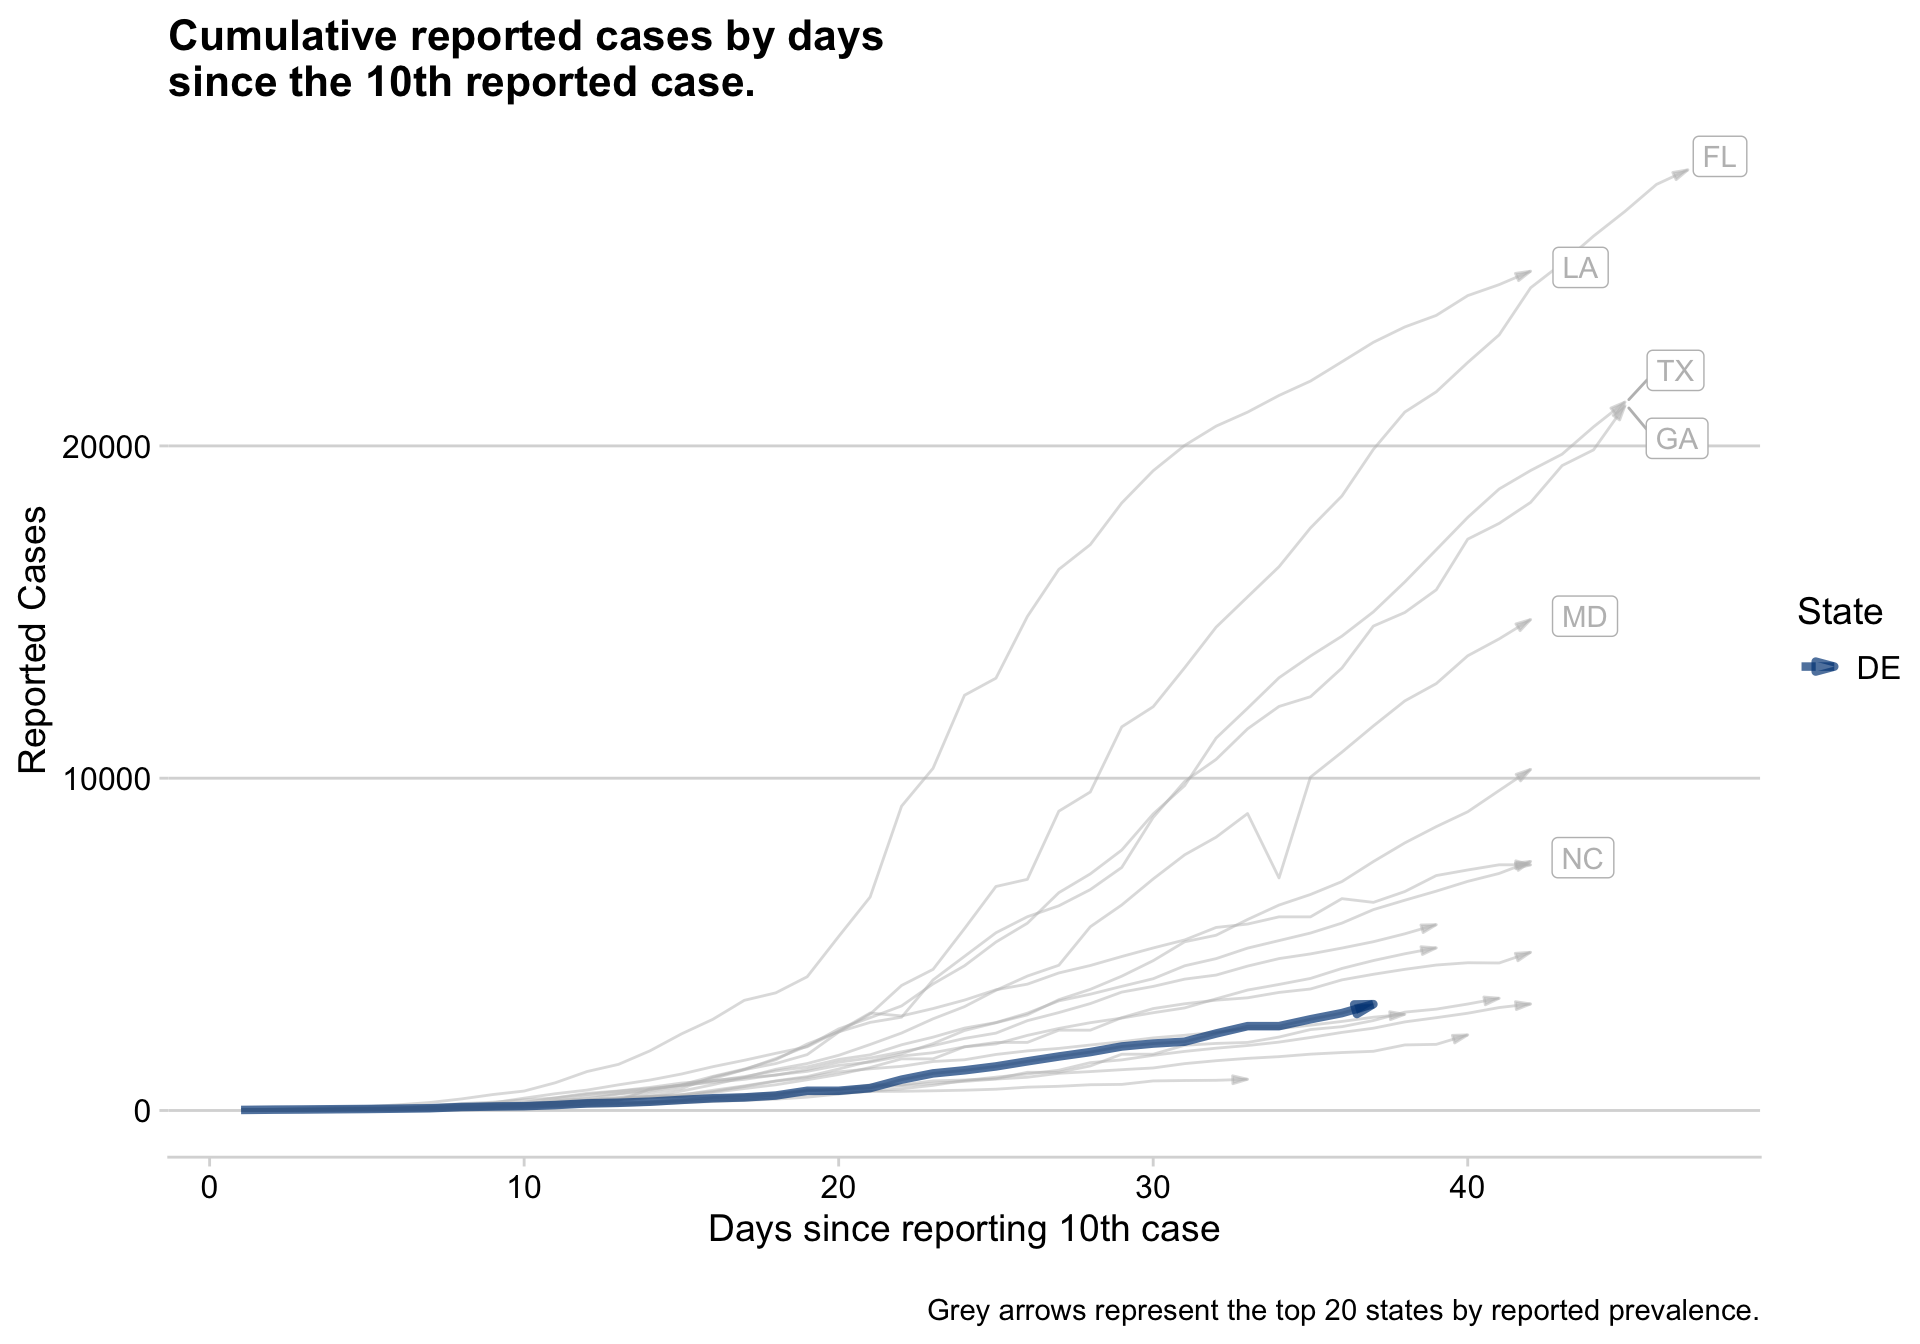 Cumulative reported cases by days
since the 10th reported case.
FL
LA
TX
GA
20000
MD
10000
NC
0
Reported Cases
State
DE
0 10 20 30 40
Days since reporting 10th case
Grey arrows represent the top 20 states by reported prevalence.